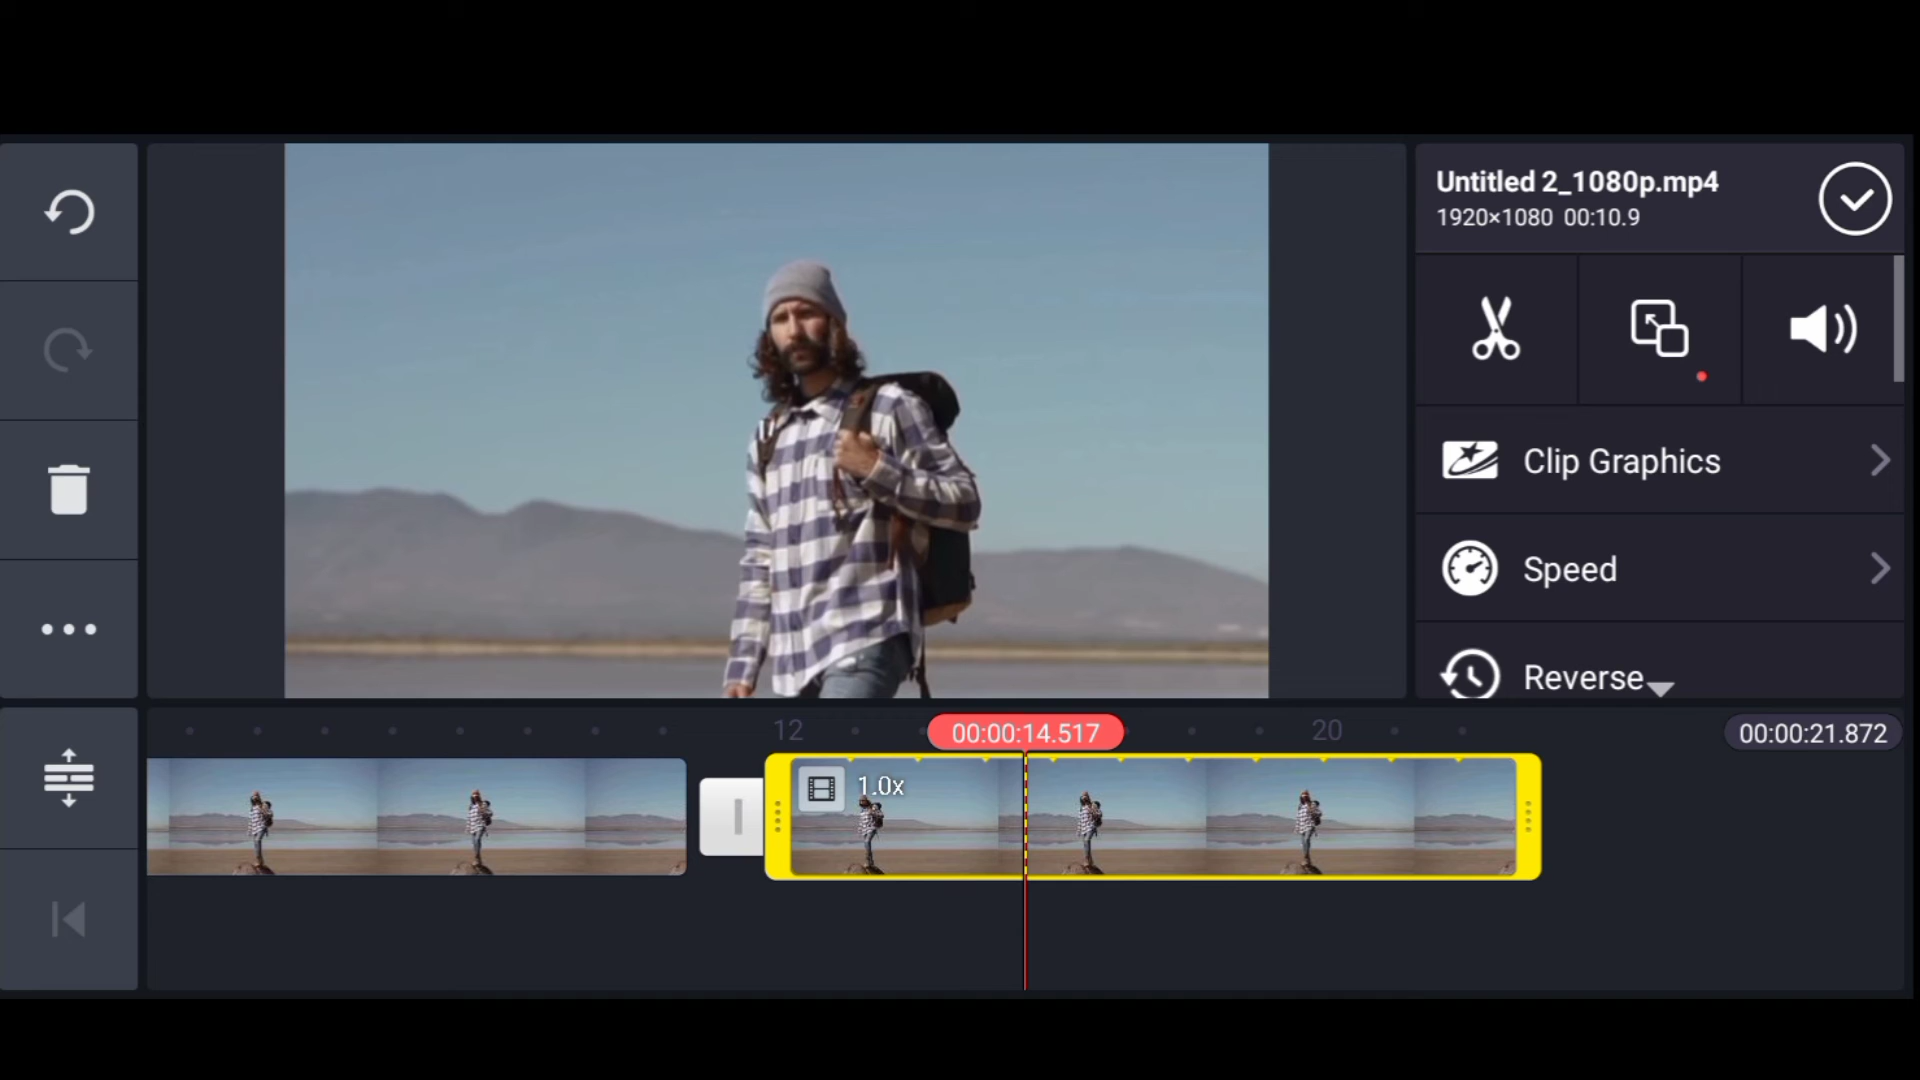 Untitled 2_1080p.mp4
1920×1080 00:10.9
Clip Graphics
Speed
Reverse
12
00:00:14.517
20
00:00:21.872
1.0x